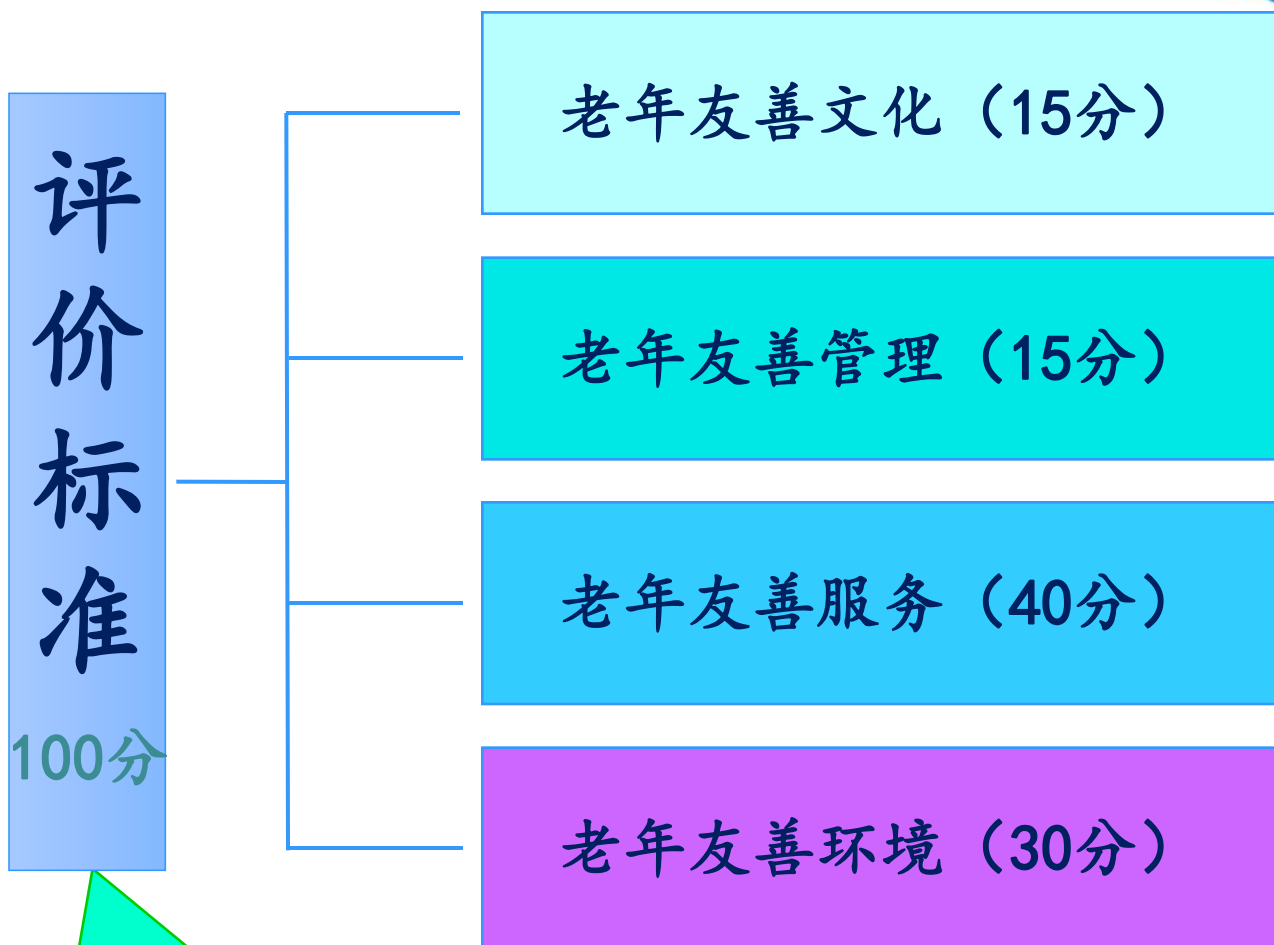 评价标准
100分
老年友善文化（15分）
老年友善管理（15分）
老年友善服务（40分）
老年友善环境（30分）